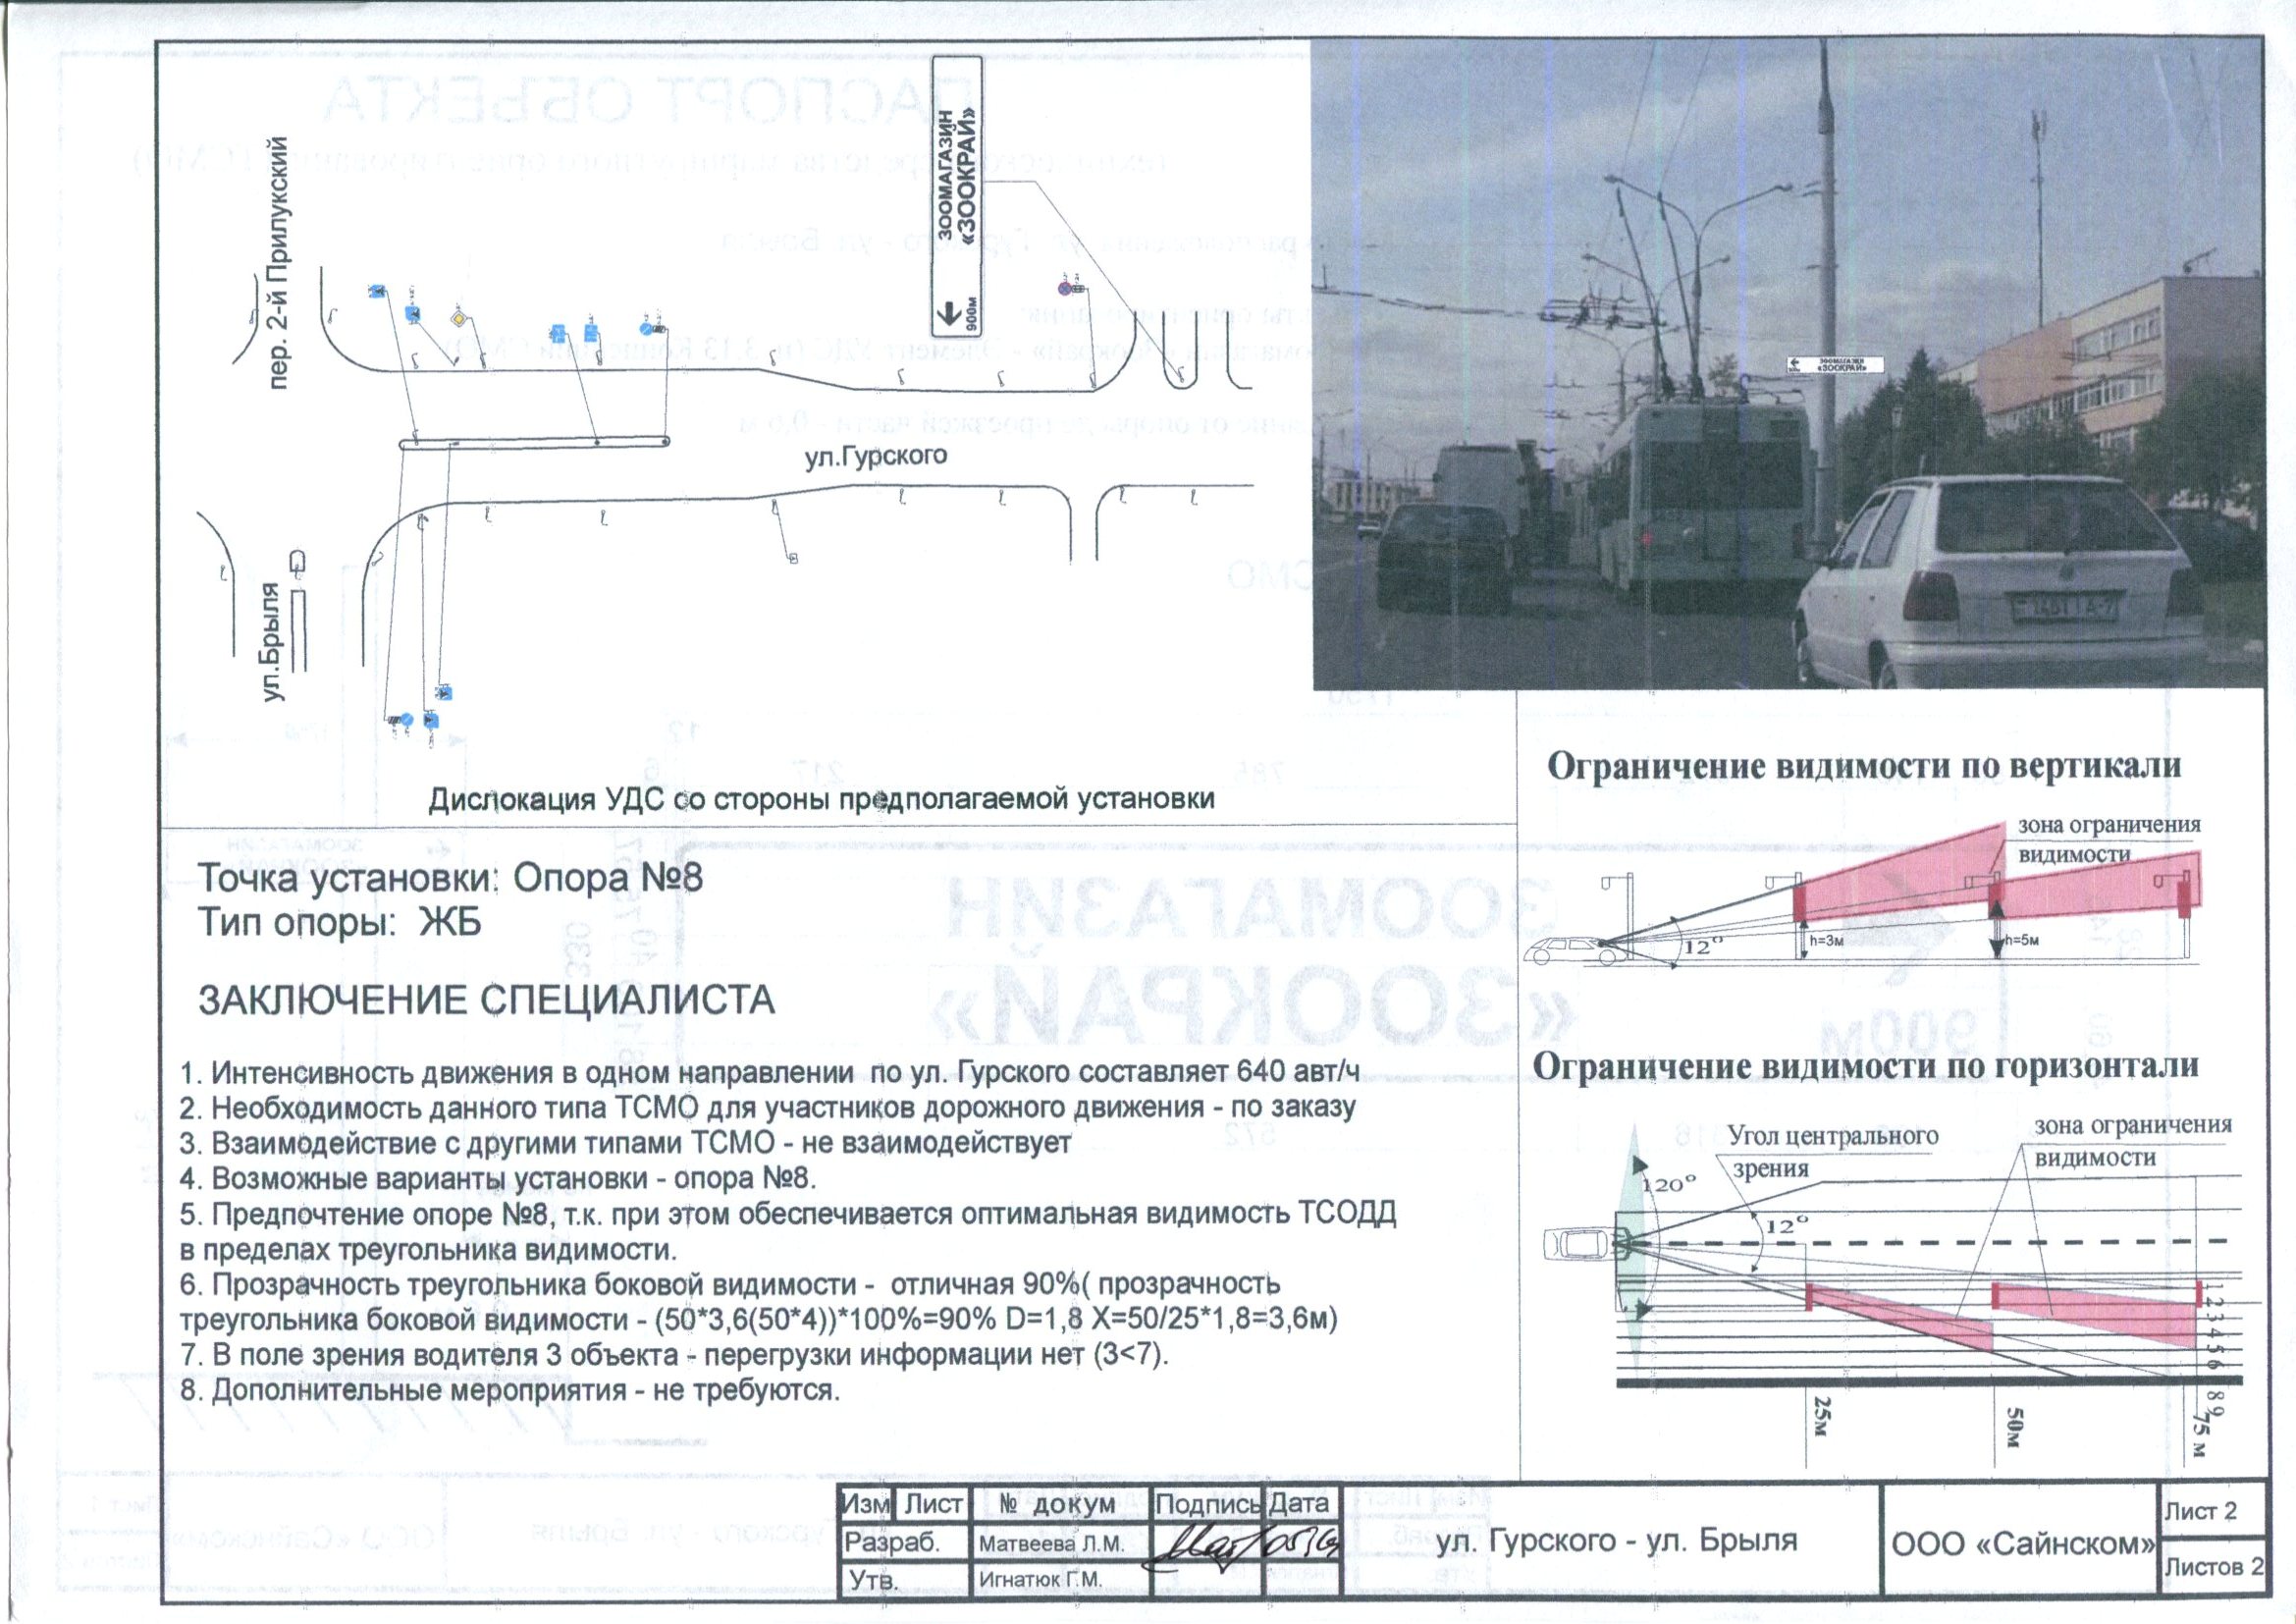 пер. 2-й Прилукский
ЗООМАГАЗИН
«ЗООКРАЙ»
900м
ул.Гурского
ул.Брыля
Дислокация УДС со стороны предполагаемой установки
ЗООМАГАЗИН
«ЗООКРАЙ»
Точка установки: Опора №8
Тип опоры: ЖБ
ЗАКЛЮЧЕНИЕ СПЕЦИАЛИСТА
1. Интенсивность движения в одном направлении по ул. Гурского составляет 640 авт/ч
2. Необходимость данного типа ТСМО для участников дорожного движения - по заказу
3. Взаимодействие с другими типами ТСМО - не взаимодействует
4. Возможные варианты установки - опора №8.
5. Предпочтение опоре №8, т.к. при этом обеспечивается оптимальная видимость ТСОДД
в пределах треугольника видимости.
6. Прозрачность треугольника боковой видимости - отличная 90%( прозрачность
треугольника боковой видимости - (50*3,6(50*4))*100%=90% D=1,8 X=50/25*1,8=3,6м)
7. В поле зрения водителя 3 объекта - перегрузки информации нет (3<7).
8. Дополнительные мероприятия - не требуются.
Ограничение видимости по вертикали
зона ограничения
видимости
12°
h=3м
h=5м
Ограничение видимости по горизонтали
Угол центрального
зрения
зона ограничения
видимости
120°
12°
1 2 3 4 5 6 8 9
25м
50м
75 м
Изм Лист № докум Подпись Дата
Разраб. Матвеева Л.М.
Утв. Игнатюк Г.М.
ул. Гурского - ул. Брыля
ООО «Сайнском»
Лист 2
Листов 2